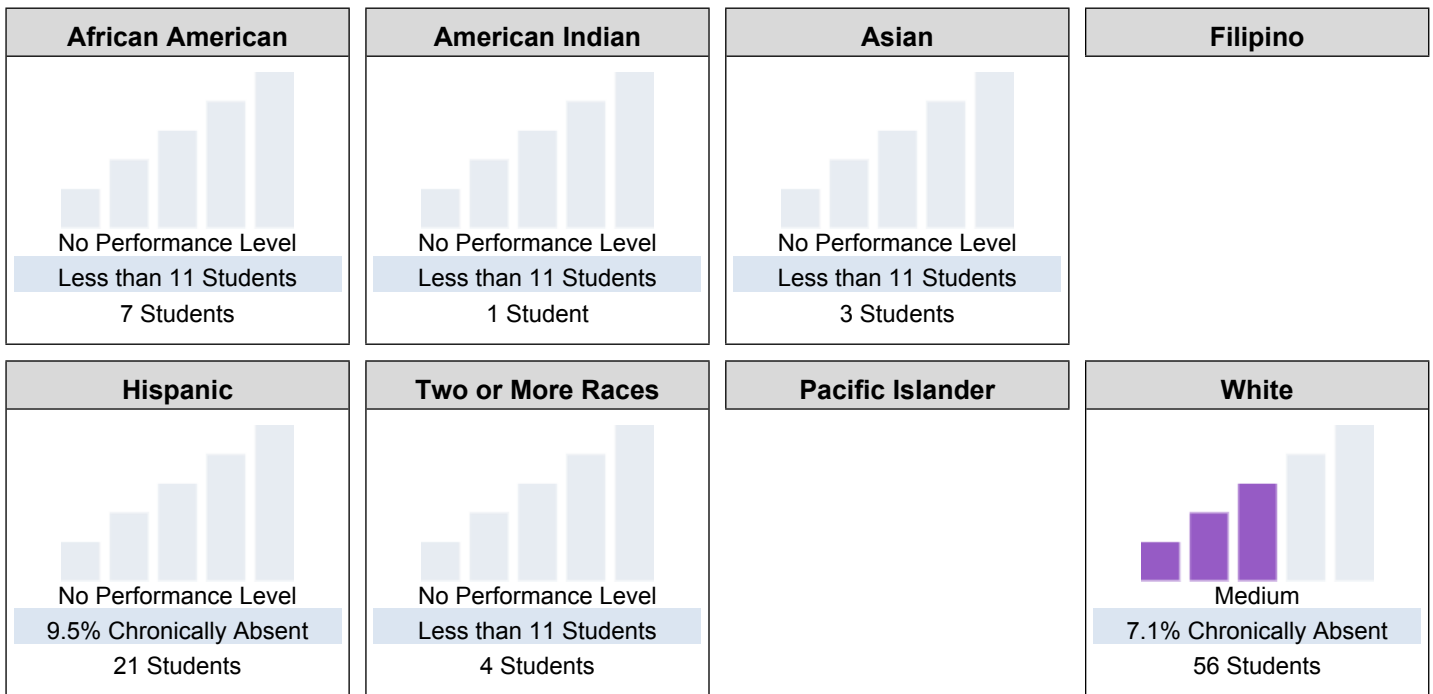 African American
No Performance Level
Less than 11 Students
7 Students
American Indian
No Performance Level
Less than 11 Students
1 Student
Asian
No Performance Level
Less than 11 Students
3 Students
Filipino
Hispanic
No Performance Level
9.5% Chronically Absent
21 Students
Two or More Races
No Performance Level
Less than 11 Students
4 Students
Pacific Islander
White
Medium
7.1% Chronically Absent
56 Students